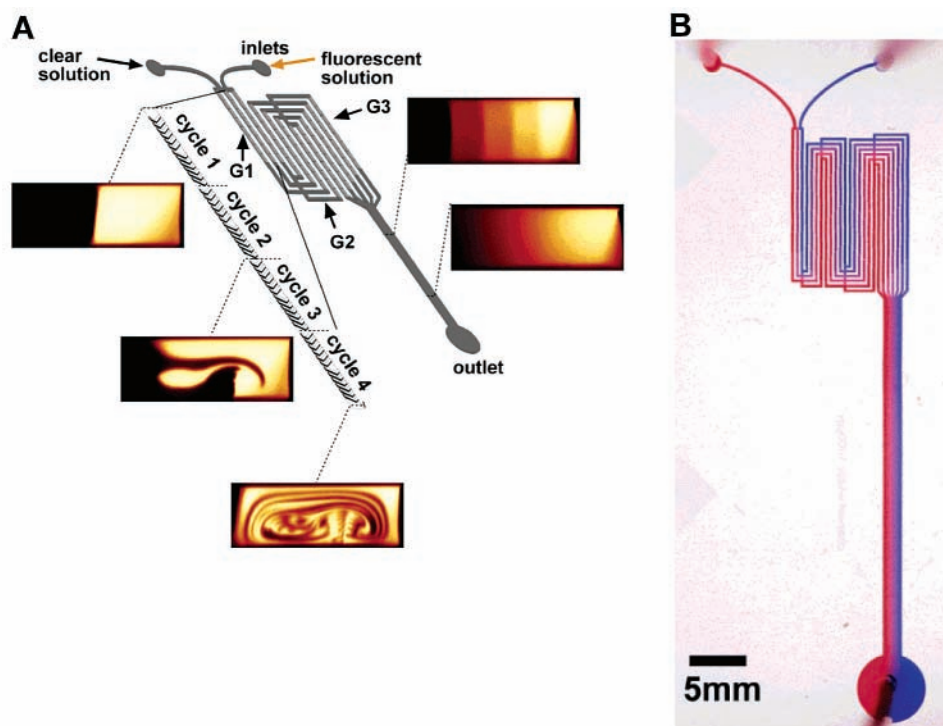 A
clear
solution
inlets
fluorescent
solution
G3
G1
G2
cycle 1
cycle 2
cycle 3
cycle 4
outlet
B
5mm